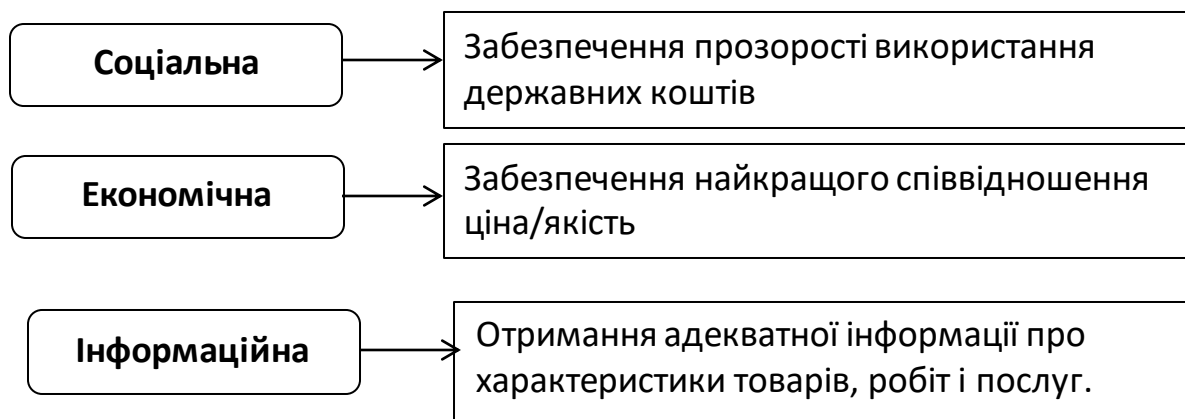 Соціальна
Забезпечення прозорості використання
державних коштів
Економічна
Забезпечення найкращого співвідношення
ціна/якість
Інформаційна
Отримання адекватної інформації про
характеристики товарів, робіт і послуг.